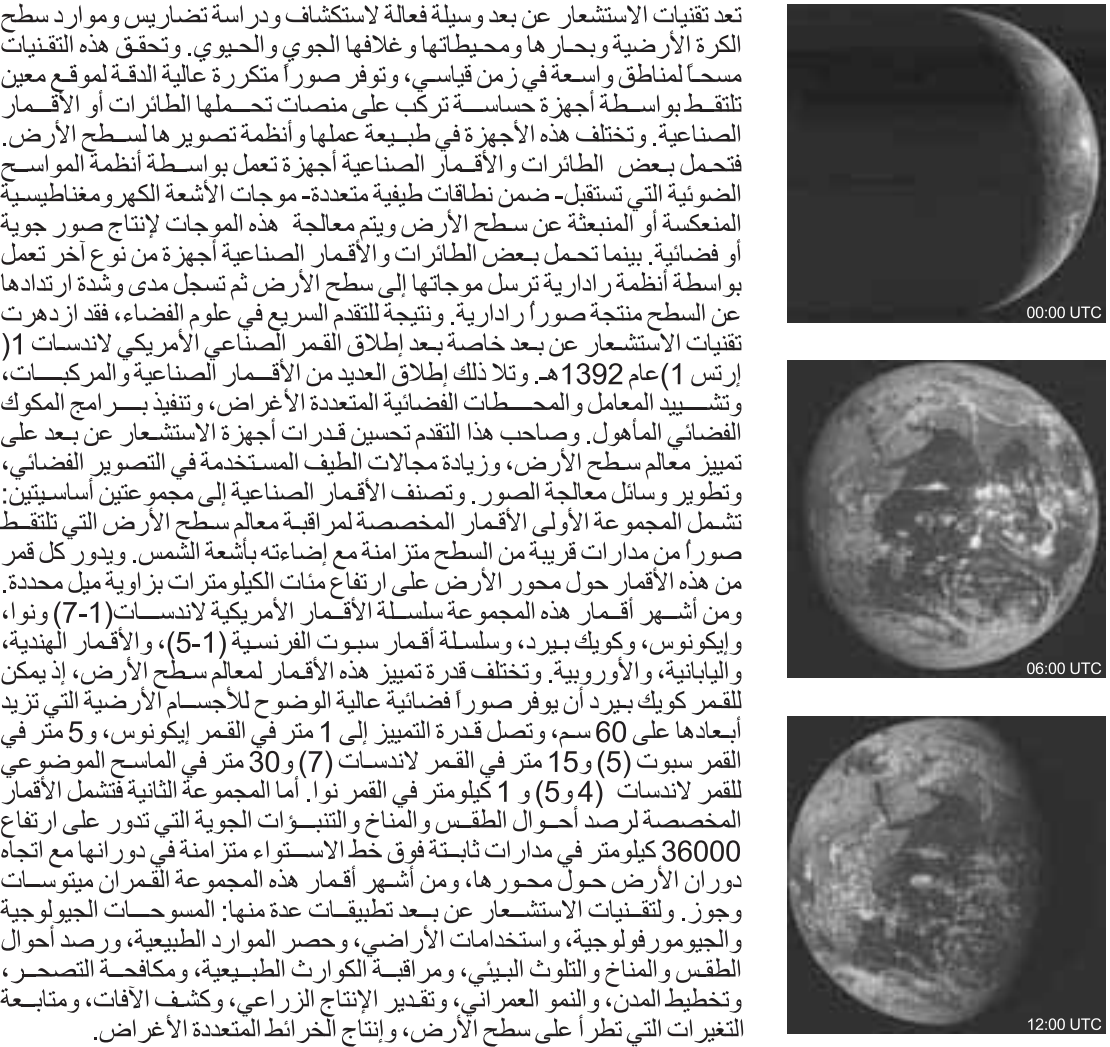 تعد تقنيات الاستشعار عن بعد وسيلة فعالة لاستكشاف ودراسة تضاريس وموارد سطح
الكرة الأرضية وبحارها ومحيطاتها وغلافها الجوي والحيوي. وتحقق هذه التقنيات
مسحاً لمناطق واسعة في زمن قياسي، وتوفر صوراً متكررة عالية الدقة لموقع معين
تلتقط بواسطة أجهزة حساسة تركب على منصات تحملها الطائرات أو الأقمار
الصناعية. وتختلف هذه الأجهزة في طبيعة عملها وأنظمة تصويرها لسطح الأرض.
فتحمل بعض الطائرات والأقمار الصناعية أجهزة تعمل بواسطة أنظمة المواسح
الضوئية التي تستقبل- ضمن نطاقات طيفية متعددة- موجات الأشعة الكهرومغناطيسية
المنعكسة أو المنبعثة عن سطح الأرض ويتم معالجة هذه الموجات لإنتاج صور جوية
أو فضائية. بينما تحمل بعض الطائرات والأقمار الصناعية أجهزة من نوع آخر تعمل
بواسطة أنظمة رادارية ترسل موجاتها إلى سطح الأرض ثم تسجل مدى وشدة ارتدادها
عن السطح منتجة صوراً رادارية. ونتيجة للتقدم السريع في علوم الفضاء، فقد ازدهرت
تقنيات الاستشعار عن بعد خاصة بعد إطلاق القمر الصناعي الأمريكي لاندسات 1(
إرتس 1)عام 1392هـ. وتلا ذلك إطلاق العديد من الأقمار الصناعية والمركبات،
وتشييد المعامل والمحطات الفضائية المتعددة الأغراض، وتنفيذ برامج المكوك
الفضائي المأهول. وصاحب هذا التقدم تحسين قدرات أجهزة الاستشعار عن بعد على
تمييز معالم سطح الأرض، وزيادة مجالات الطيف المستخدمة في التصوير الفضائي،
وتطوير وسائل معالجة الصور. وتصنف الأقمار الصناعية إلى مجموعتين أساسيتين:
تشمل المجموعة الأولى الأقمار المخصصة لمراقبة معالم سطح الأرض التي تلتقط
صوراً من مدارات قريبة من السطح متزامنة مع إضاءته بأشعة الشمس. ويدور كل قمر
من هذه الأقمار حول محور الأرض على ارتفاع مئات الكيلومترات بزاوية ميل محددة.
ومن أشهر أقمار هذه المجموعة سلسلة الأقمار الأمريكية لاندسات(1-7) ونوا،
وإيكونوس، وكويك بيرد، وسلسلة أقمار سبوت الفرنسية (1-5)، والأقمار الهندية،
واليابانية، والأوروبية. وتختلف قدرة تمييز هذه الأقمار لمعالم سطح الأرض، إذ يمكن
للقمر كويك بيرد أن يوفر صوراً فضائية عالية الوضوح للأجسام الأرضية التي تزيد
أبعادها على 60 سم، وتصل قدرة التمييز إلى 1 متر في القمر إيكونوس، و5 متر في
القمر سبوت (5) و15 متر في القمر لاندسات (7) و30 متر في الماسح الموضوعي
للقمر لاندسات (4 و5) و 1 كيلومتر في القمر نوا. أما المجموعة الثانية فتشمل الأقمار
المخصصة لرصد أحوال الطقس والمناخ والتنبؤات الجوية التي تدور على ارتفاع
36000 كيلومتر في مدارات ثابتة فوق خط الاستواء متزامنة في دورانها مع اتجاه
دوران الأرض حول محورها، ومن أشهر أقمار هذه المجموعة القمران ميتوسات
وجوز. ولتقنيات الاستشعار عن بعد تطبيقات عدة منها: المسوحات الجيولوجية
والجيومورفولوجية، واستخدامات الأراضي، وحصر الموارد الطبيعية، ورصد أحوال
الطقس والمناخ والتلوث البيئي، ومراقبة الكوارث الطبيعية، ومكافحة التصحر،
وتخطيط المدن، والنمو العمراني، وتقدير الإنتاج الزراعي، وكشف الآفات، ومتابعة
التغيرات التي تطرأ على سطح الأرض، وإنتاج الخرائط المتعددة الأغراض.
00:00 UTC
06:00 UTC
12:00 UTC